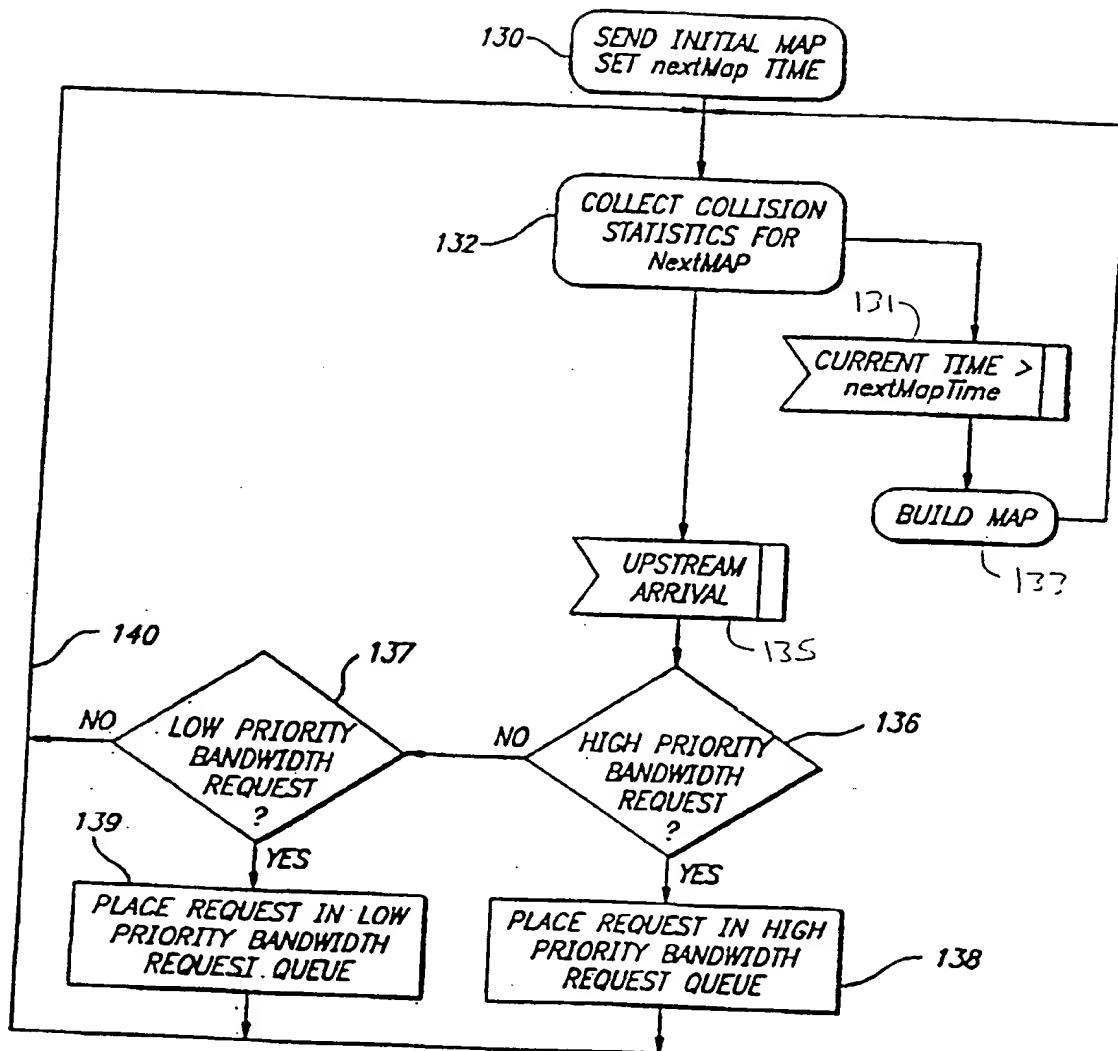 130
SEND INITIAL MAP
SET nextMap TIME
132
COLLECT COLLISION
STATISTICS FOR
NextMAP
131
CURRENT TIME >
nextMapTime
BUILD MAP
133
UPSTREAM
ARRIVAL
135
140
137
136
NO
LOW PRIORITY
BANDWIDTH
REQUEST
?
NO
HIGH PRIORITY
BANDWIDTH
REQUEST
?
139
YES
YES
PLACE REQUEST IN LOW
PRIORITY BANDWIDTH
REQUEST QUEUE
PLACE REQUEST IN HIGH
PRIORITY BANDWIDTH
REQUEST QUEUE
138